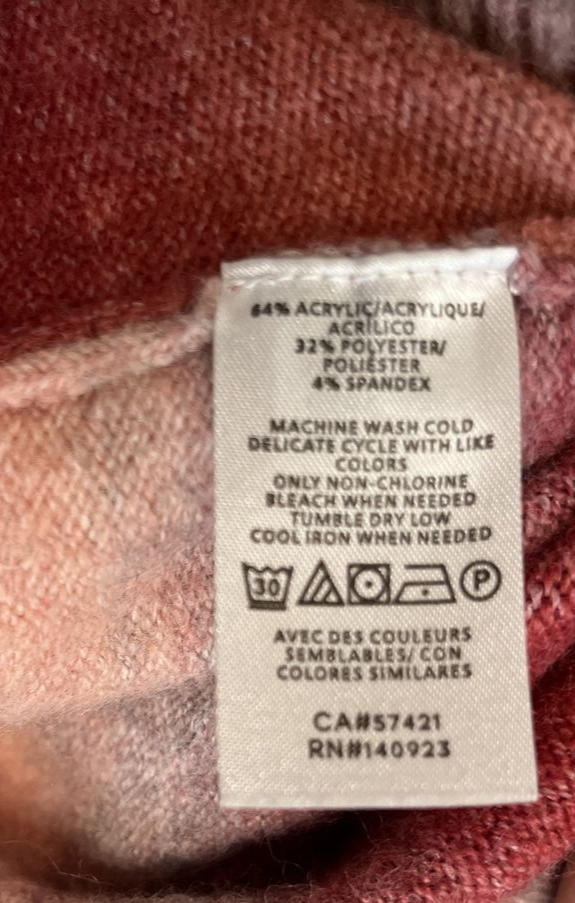 64% ACRYLIC/ACRYLIQUE/
ACRÍLICO
32% POLYESTER/
POLIÉSTER
4% SPANDEX
MACHINE WASH COLD
DELICATE CYCLE WITH LIKE
COLORS
ONLY NON-CHLORINE
BLEACH WHEN NEEDED
TUMBLE DRY LOW
COOL IRON WHEN NEEDED
30 P
AVEC DES COULEURS
SEMBLABLES/ CON
COLORES SIMILARES
CA#57421
RN#140923